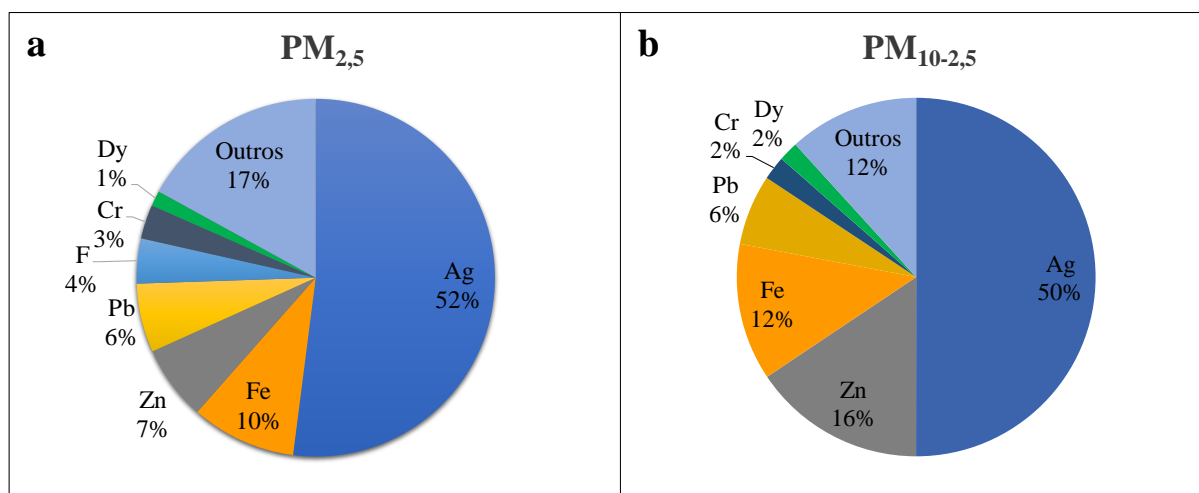 a
PM2,5
Outros
17%
Dy
1%
Cr
3%
F
4%
Pb
6%
Zn
7%
Fe
10%
Ag
52%
b
PM10-2,5
Outros
12%
Dy
2%
Cr
2%
Pb
6%
Fe
12%
Zn
16%
Ag
50%